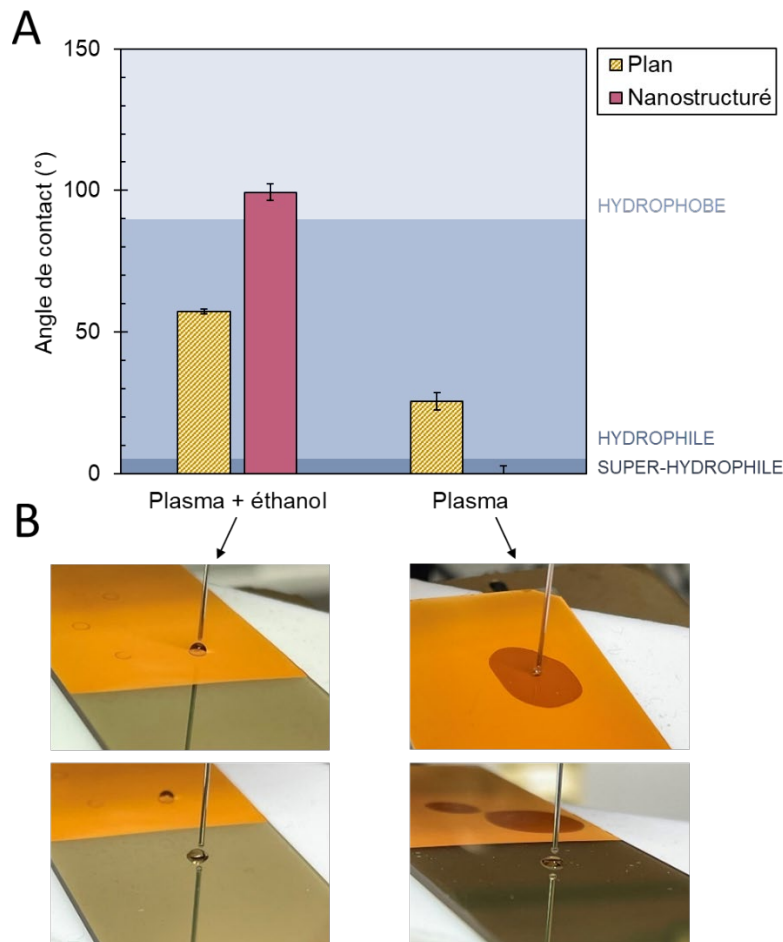 A
150
100
50
0
Angle de contact (°)
Plan
Nanostructuré
HYDROPHOBE
HYDROPHILE
SUPER-HYDROPHILE
Plasma + éthanol
Plasma
B